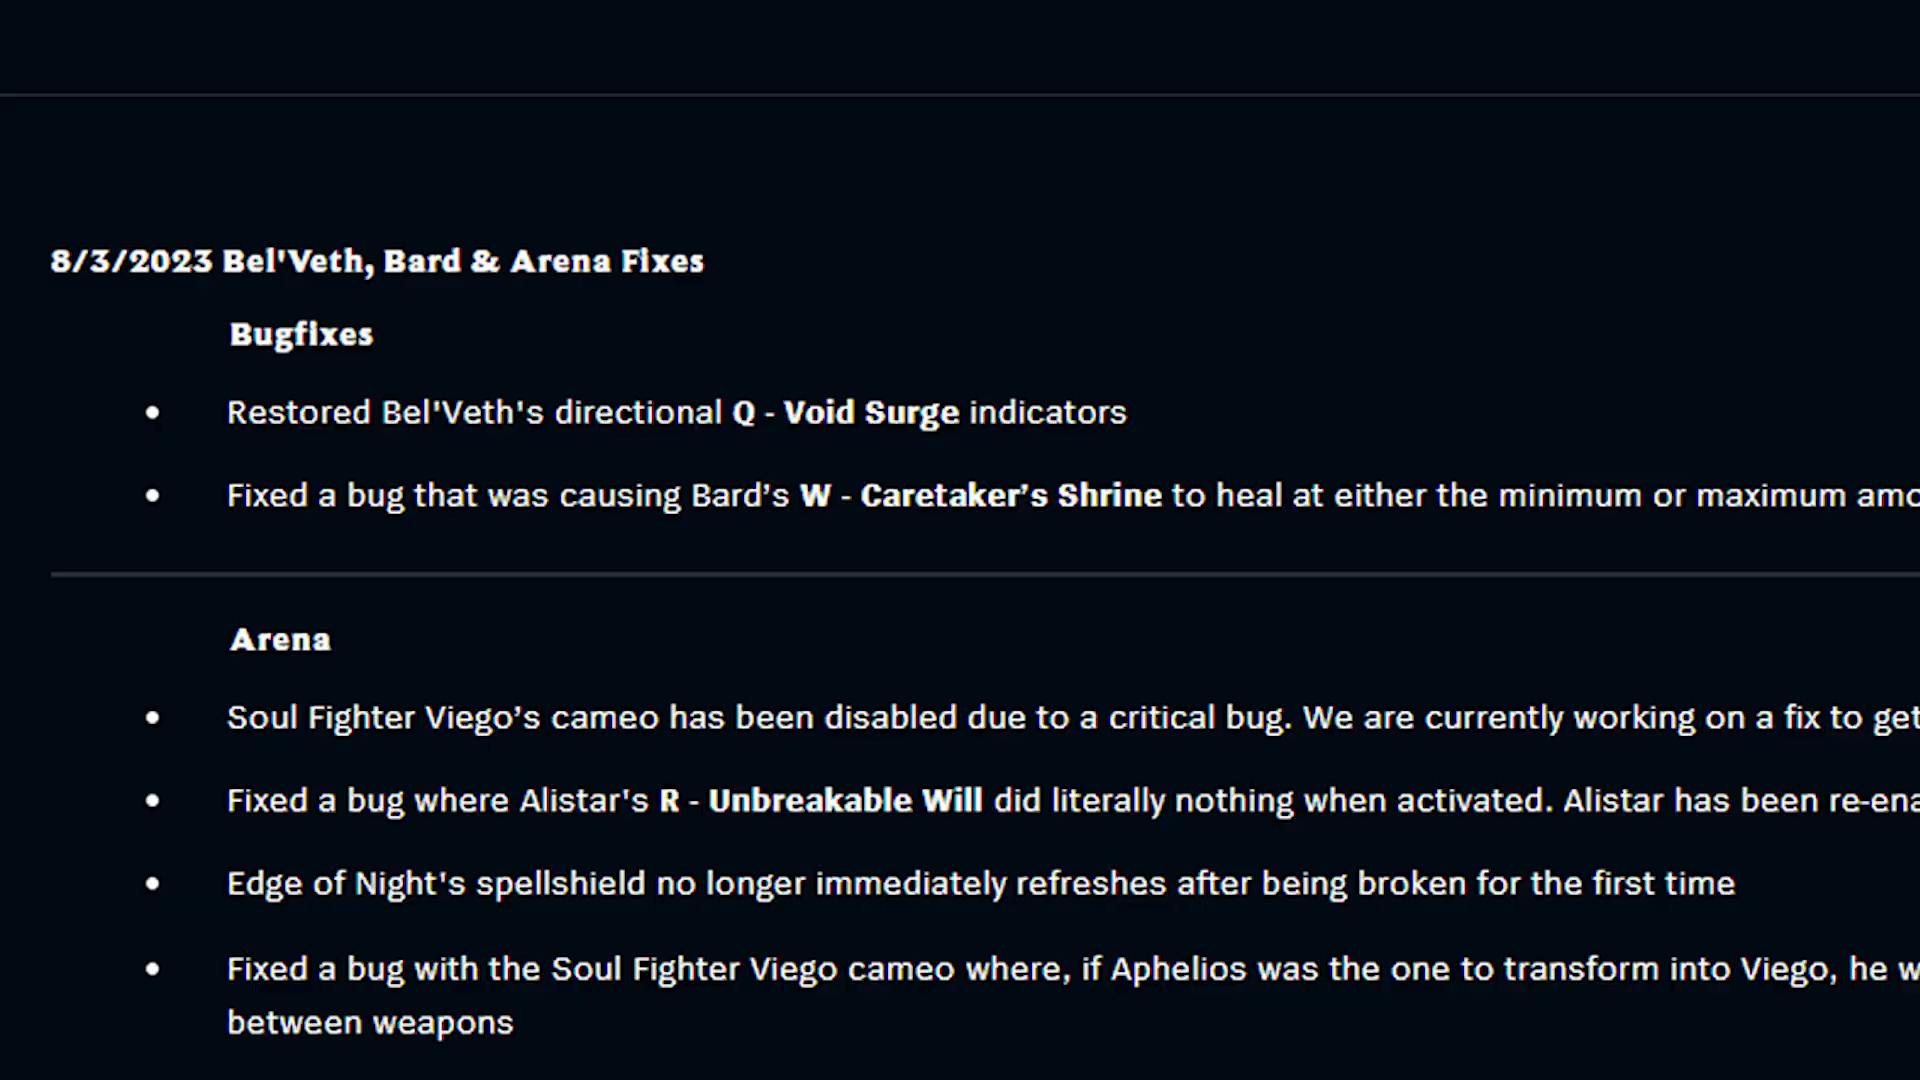 8/3/2023 Bel'Veth, Bard & Arena Fixes
Bugfixes
• Restored Bel'Veth's directional Q - Void Surge indicators
• Fixed a bug that was causing Bard’s W - Caretaker’s Shrine to heal at either the minimum or maximum
Arena
• Soul Fighter Viego’s cameo has been disabled due to a critical bug. We are currently working on a fix to get
• Fixed a bug where Alistar's R - Unbreakable Will did literally nothing when activated. Alistar has been
• Edge of Night's spellshield no longer immediately refreshes after being broken for the first time
• Fixed a bug with the Soul Fighter Viego cameo where, if Aphelios was the one to transform into Viego, he
between weapons